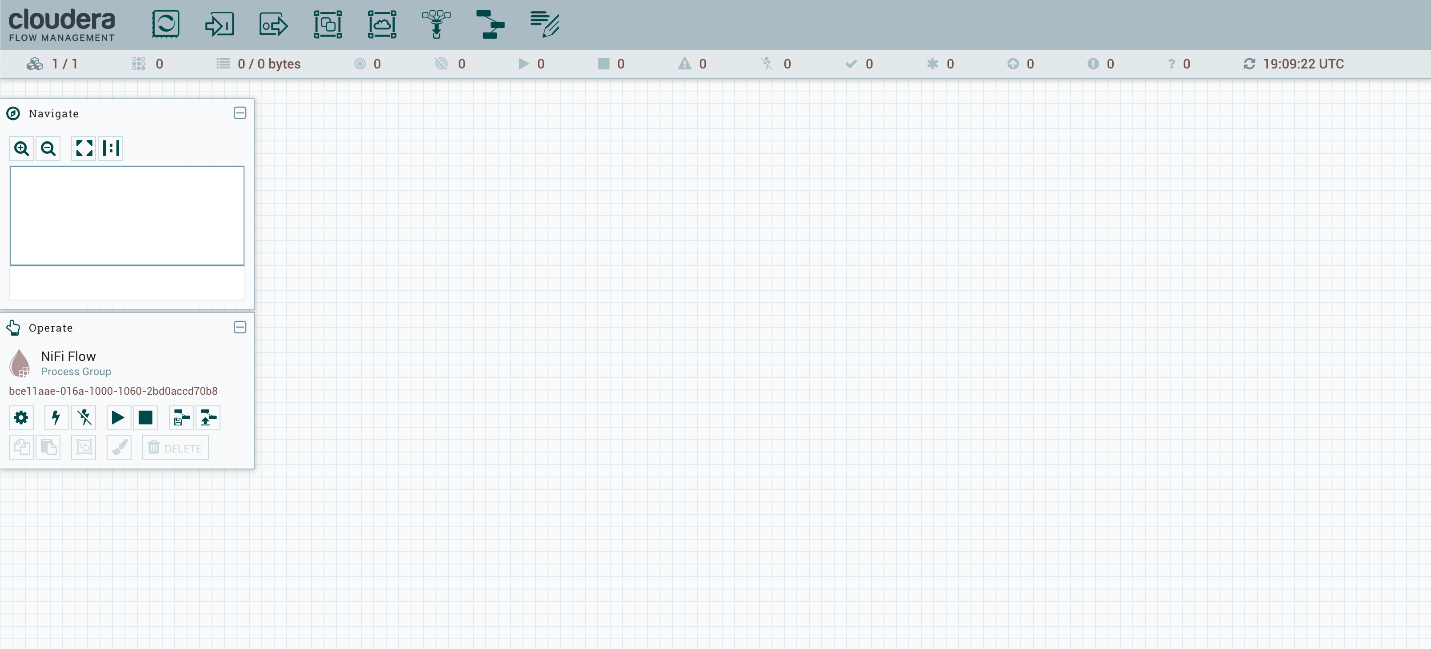 cloudera
FLOW MANAGEMENT
1 / 1 0 0 / 0 bytes 0 0 0 0 0 0 0 0 0 0 ? 0 19:09:22 UTC
Navigate
Operate
NiFi Flow
Process Group
bce11aae-016a-1000-1060-2bd0accd70b8
DELETE